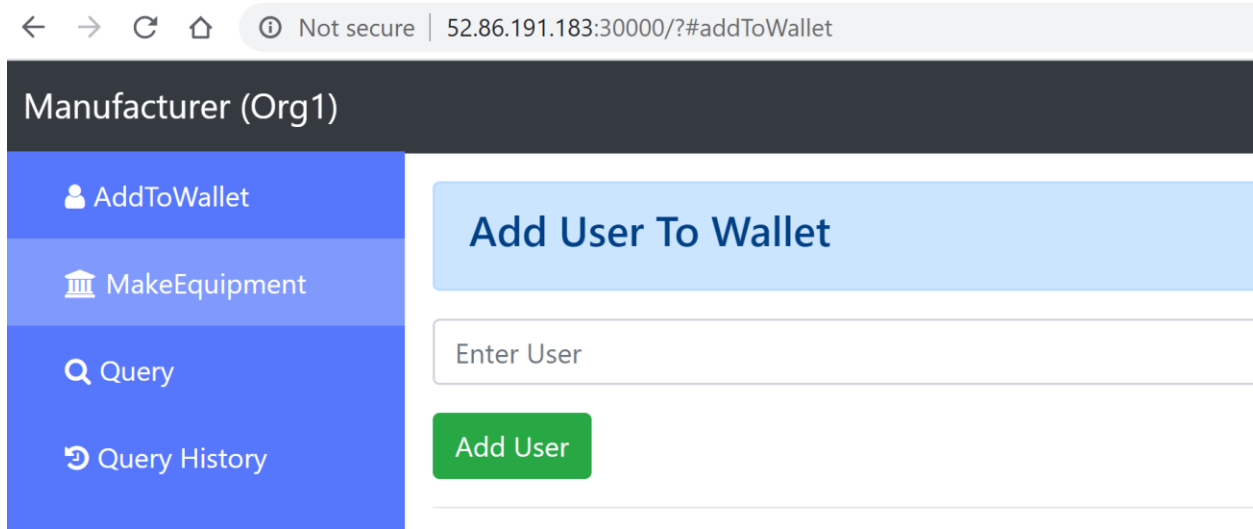 Not secure | 52.86.191.183:30000/?#addToWallet
Manufacturer (Org1)
AddToWallet
MakeEquipment
Query
Query History
Add User To Wallet
Enter User
Add User